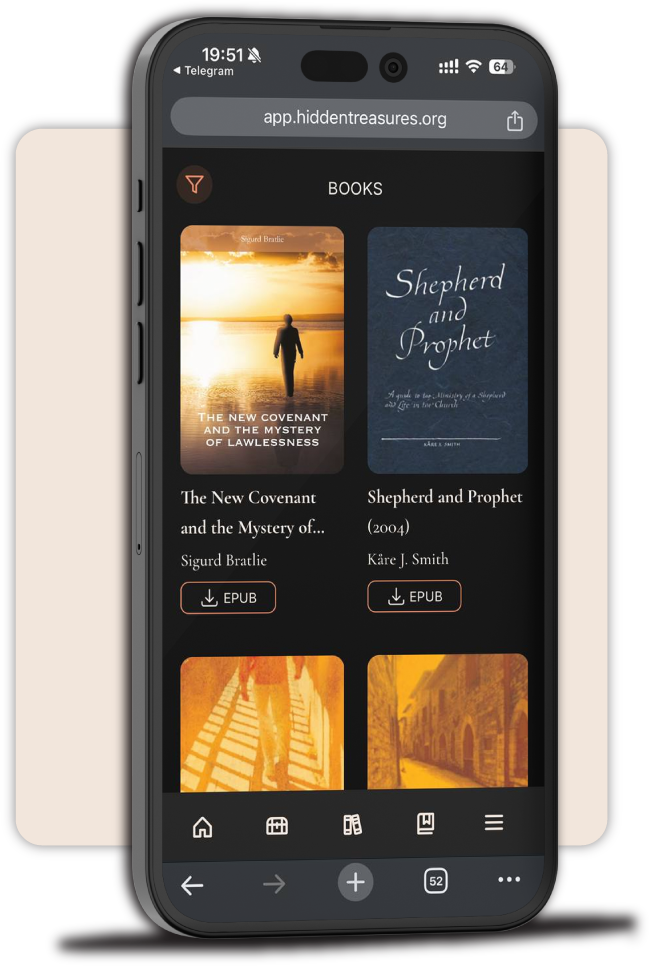 19:51
64
Telegram
app.hiddentreasures.org
BOOKS
Sigurd Bratlie
THE NEW COVENANT
AND THE MYSTERY
OF LAWLESSNESS
Shepherd
and
Prophet
A guide to the Ministry of a Shepherd
and Life in the Church
KÅRE J. SMITH
The New Covenant
and the Mystery of...
Sigurd Bratlie
EPUB
Shepherd and Prophet
(2004)
Kåre J. Smith
EPUB
52